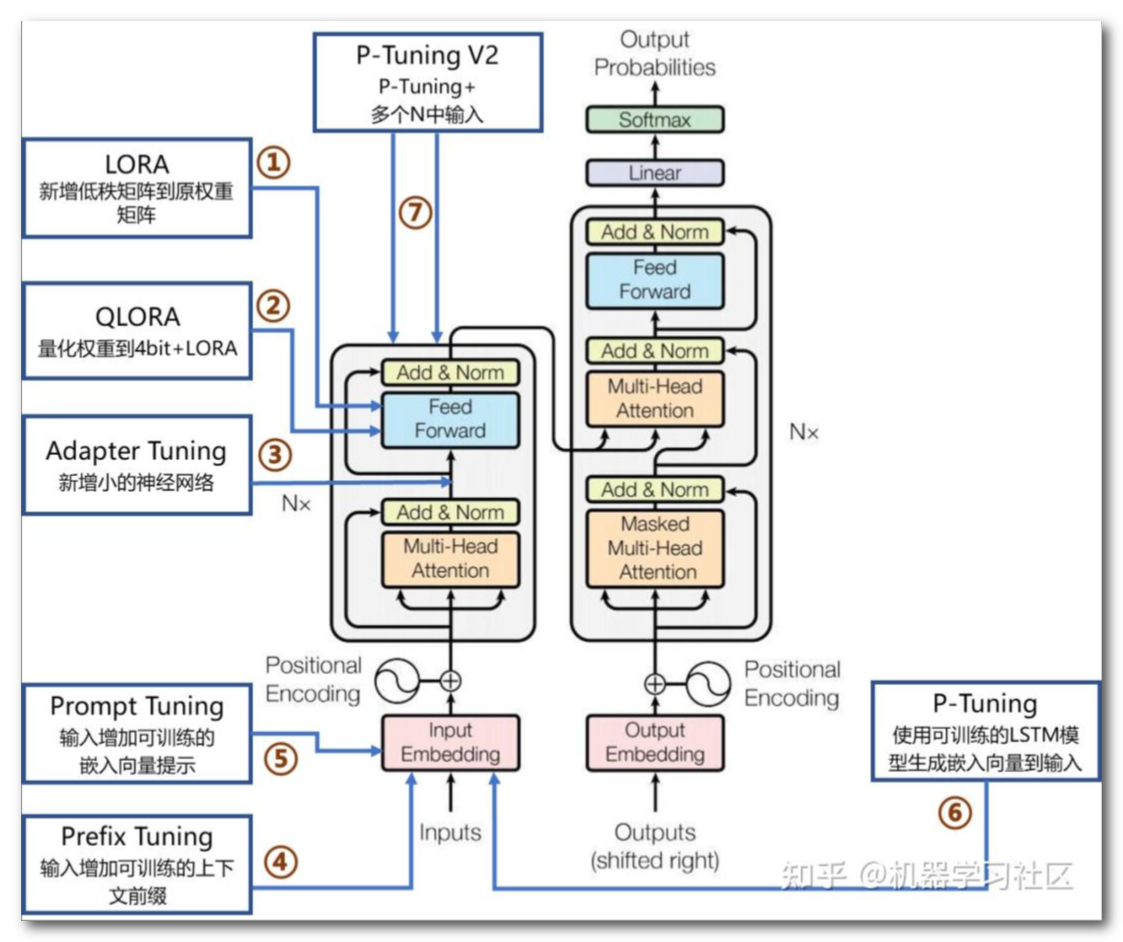 P-Tuning V2
P-Tuning+
多个N中输入
⑦
LORA
新增低秩矩阵到原权重
矩阵
①
QLORA
量化权重到4bit+LORA
②
Adapter Tuning
新增小的神经网络
③
Prompt Tuning
输入增加可训练的
嵌入向量提示
⑤
Prefix Tuning
输入增加可训练的上下
文前缀
④
Add & Norm
Feed
Forward
N×
Add & Norm
Multi-Head
Attention
Positional
Encoding
Input
Embedding
Inputs
Output
Probabilities
Softmax
Linear
Add & Norm
Feed
Forward
Add & Norm
Multi-Head
Attention
N×
Add & Norm
Masked
Multi-Head
Attention
Positional
Encoding
Output
Embedding
Outputs
(shifted right)
P-Tuning
使用可训练的LSTM模
型生成嵌入向量到输入
⑥
知乎 @机器学习社区